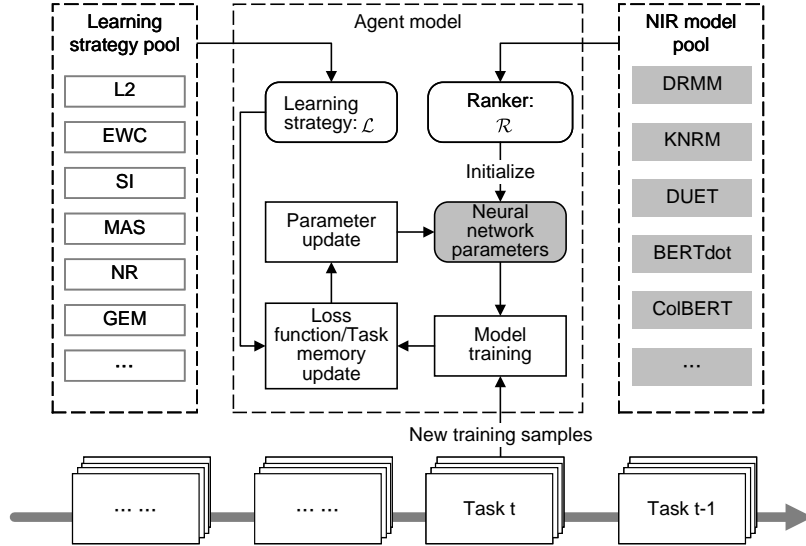 Learning
strategy pool
L2
EWC
SI
MAS
NR
GEM
...
Agent model
Learning
strategy: ℒ
Ranker:
ℛ
Initialize
Parameter
update
Neural
network
parameters
Loss
function/Task
memory
update
Model
training
New training samples
NIR model
pool
DRMM
KNRM
DUET
BERTdot
ColBERT
...
... ...
... ...
Task t
Task t-1